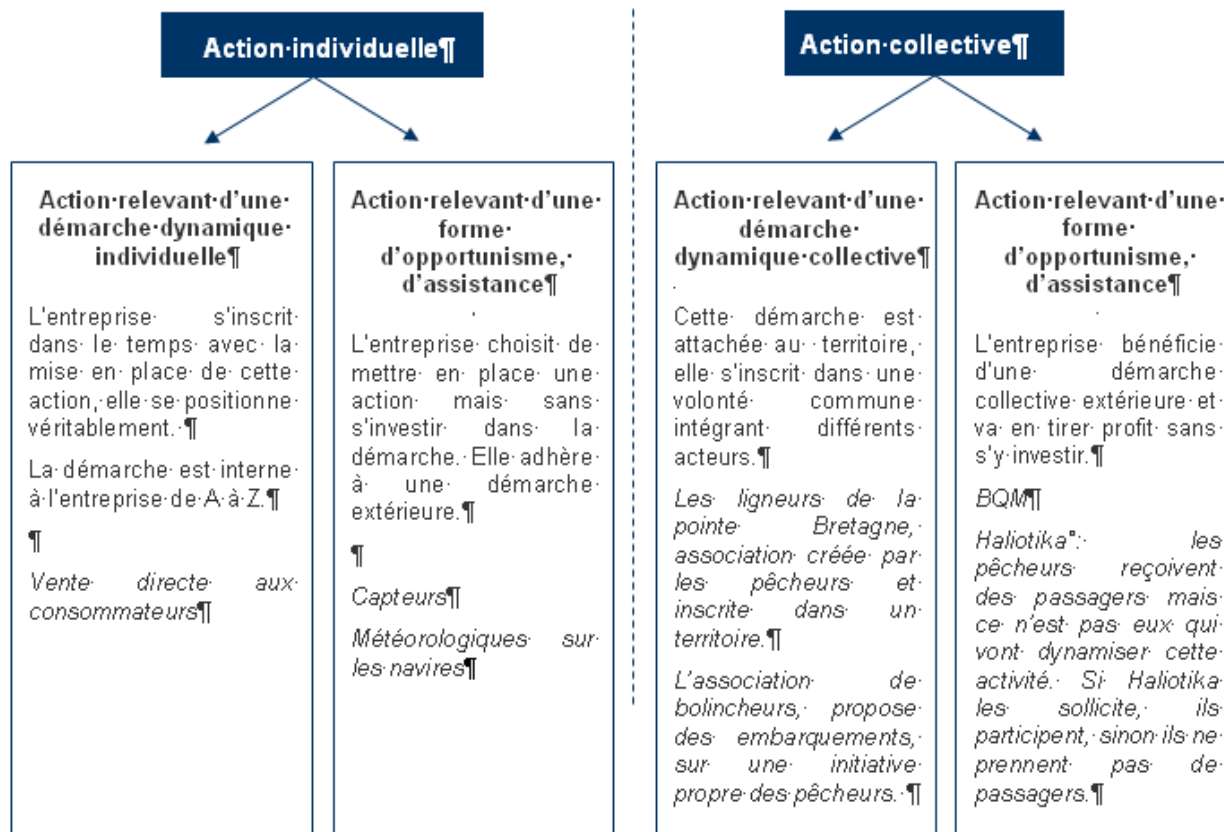 Action·individuelle¶
Action·collective¶
Action·relevant·d'une·
démarche·dynamique·
individuelle¶
L'entreprise· s'inscrit·
dans· le· temps· avec· la·
mise· en· place· de· cette·
action,· elle· se· positionne·
véritablement.·¶
La· démarche· est· interne·
à·l'entreprise·de·A·à·Z.¶
¶
Vente· directe· aux·
consommateurs¶
Action·relevant·d'une·
forme·
d'opportunisme,·
d'assistance¶
·
L'entreprise· choisit· de·
mettre· en· place· une·
action· mais· sans·
s'investir· dans· la·
démarche.· Elle· adhère·
à· une· démarche·
extérieure.¶
¶
Capteurs¶
Météorologiques· sur·
les·navires¶
Action·relevant·d'une·
démarche·
dynamique·collective¶
·
Cette· démarche· est·
attachée· au·· territoire,·
elle· s'inscrit· dans· une·
volonté· commune·
intégrant· différents·
acteurs.¶
Les· ligneurs· de· la·
pointe· Bretagne,·
association· créée· par·
les· pêcheurs· et·
inscrite· dans· un·
territoire.¶
L'association· de·
bolincheurs,· propose·
des· embarquements,·
sur· une· initiative·
propre·des·pêcheurs.·¶
Action·relevant·d'une·
forme·
d'opportunisme,·
d'assistance¶
·
L'entreprise· bénéficie·
d'une· démarche·
collective· extérieure· et·
va· en· tirer· profit· sans·
s'y·investir.¶
BQM¶
Haliotika°:· les·
pêcheurs· reçoivent·
des· passagers· mais·
ce· n'est· pas· eux· qui·
vont· dynamiser· cette·
activité.· Si· Haliotika·
les· sollicite,· ils·
participent,· sinon· ils· ne·
prennent· pas· de·
passagers.¶